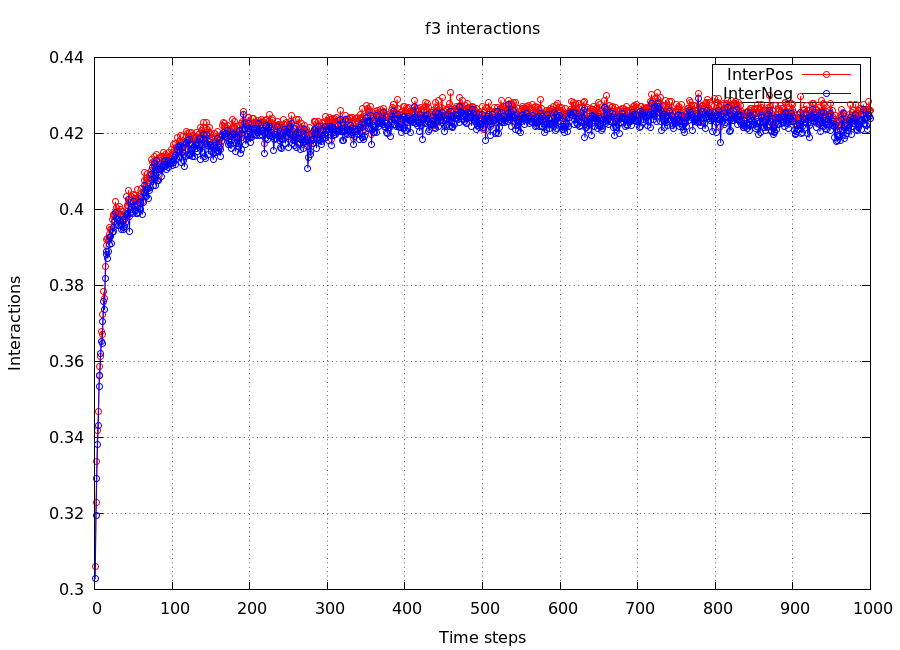 f3 interactions
0.44
0.42
0.4
0.38
0.36
0.34
0.32
0.3
Interactions
InterPos
InterNeg
0 100 200 300 400 500 600 700 800 900 1000
Time steps